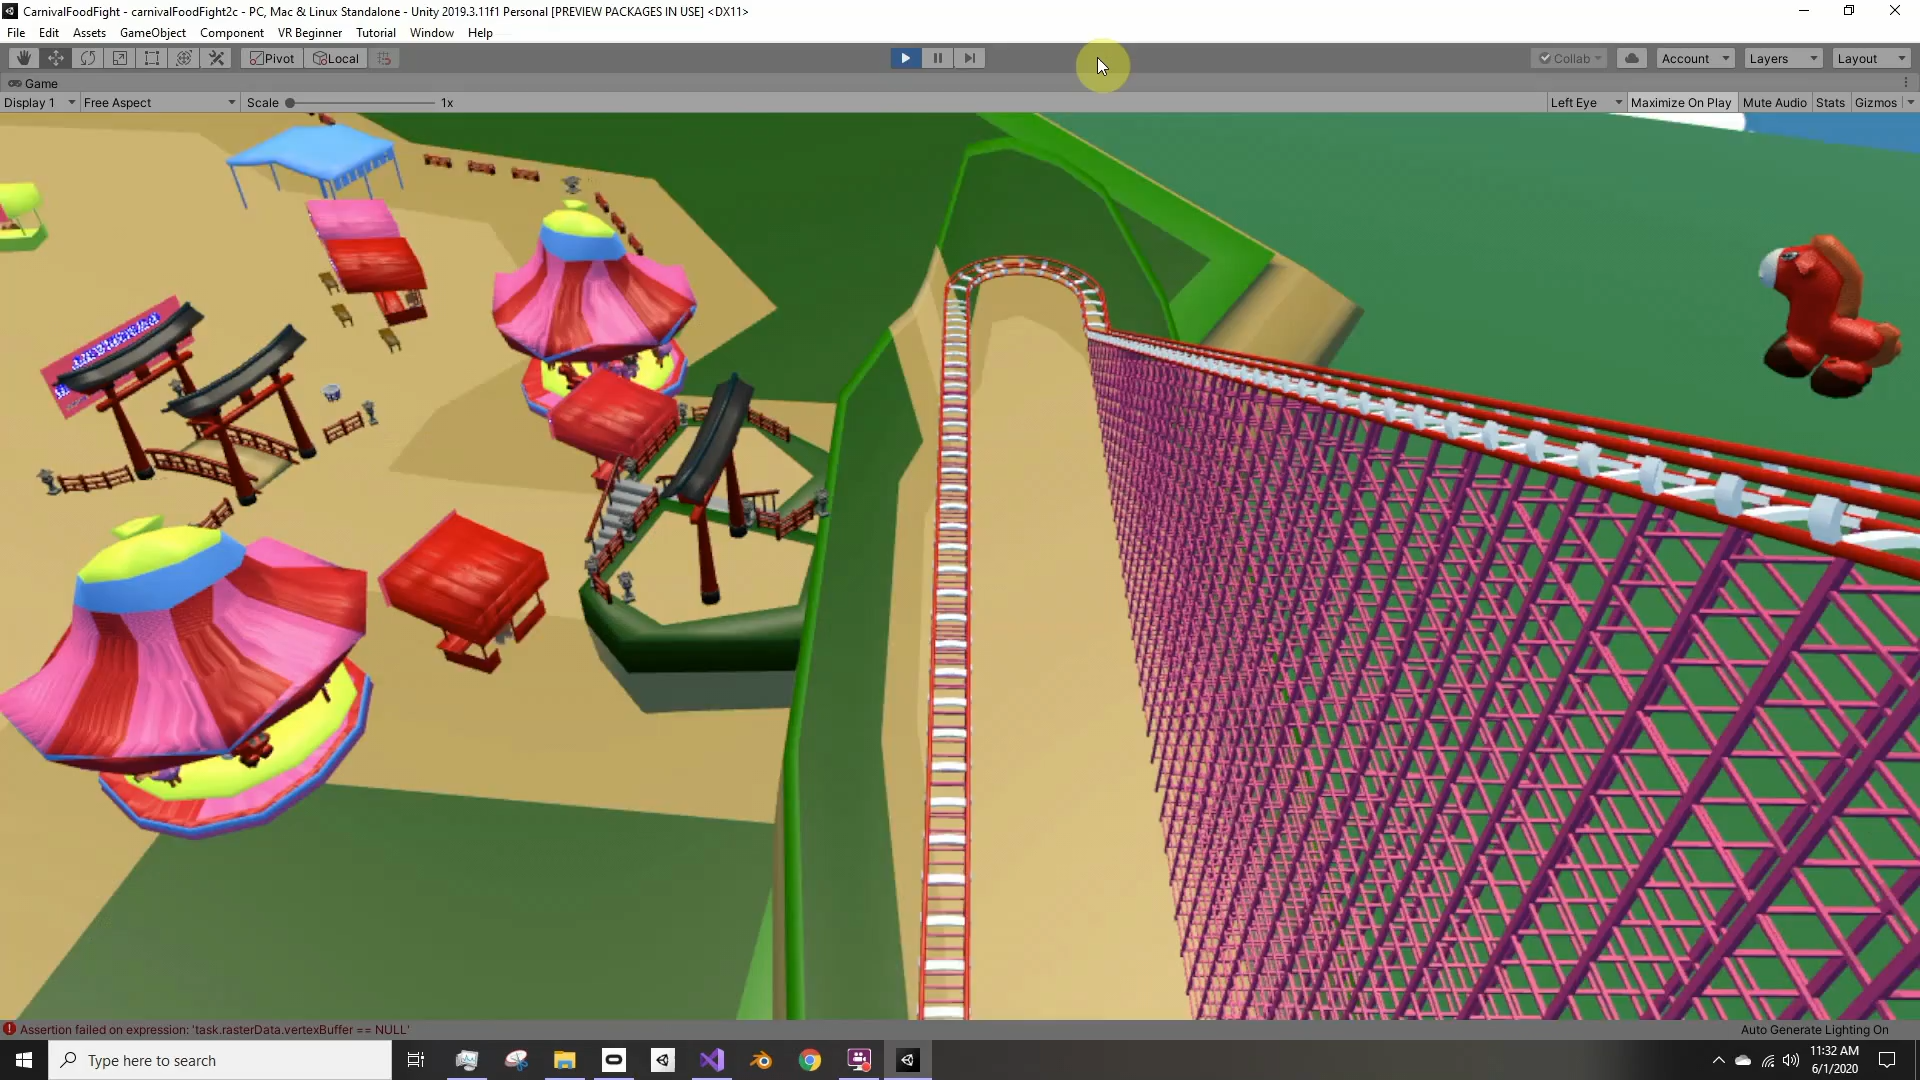 CarnivalFoodFight - carnivalFoodFight2c - PC, Mac & Linux Standalone - Unity 2019.3.11f1 Personal [PREVIEW PACKAGES IN USE] <DX11>
File Edit Assets GameObject Component VR Beginner Tutorial Window Help
Pivot Local Collab Account Layers Layout
Game
Display 1 Free Aspect Scale 1x Left Eye Maximize On Play Mute Audio Stats Gizmos
Assertion failed on expression: 'task.rasterData.vertexBuffer == NULL' Auto Generate Lighting On
Type here to search
11:32 AM
6/1/2020